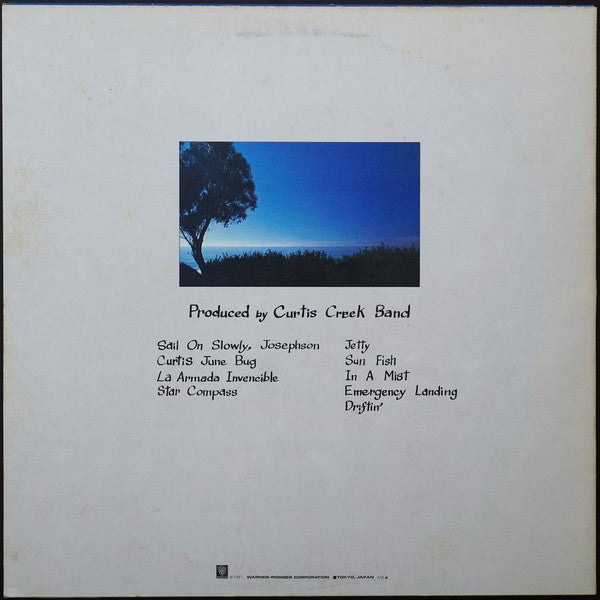 Produced by Curtis Creek Band
Sail On Slowly, Josephson
Curtis June Bug
La Armada Invencible
Star Compass
Jetty
Sun Fish
In A Mist
Emergency Landing
Driftin'
WARNER-PIONEER CORPORATION TOKYO, JAPAN